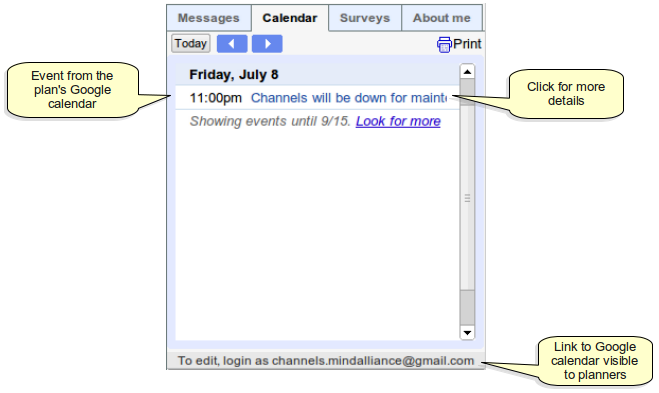 Messages Calendar Surveys About me
Today Print
Event from the
plan's Google
calendar
Friday, July 8
11:00pm Channels will be down for mainte
Showing events until 9/15. Look for more
Click for more
details
To edit, login as channels.mindalliance@gmail.com
Link to Google
calendar visible
to planners